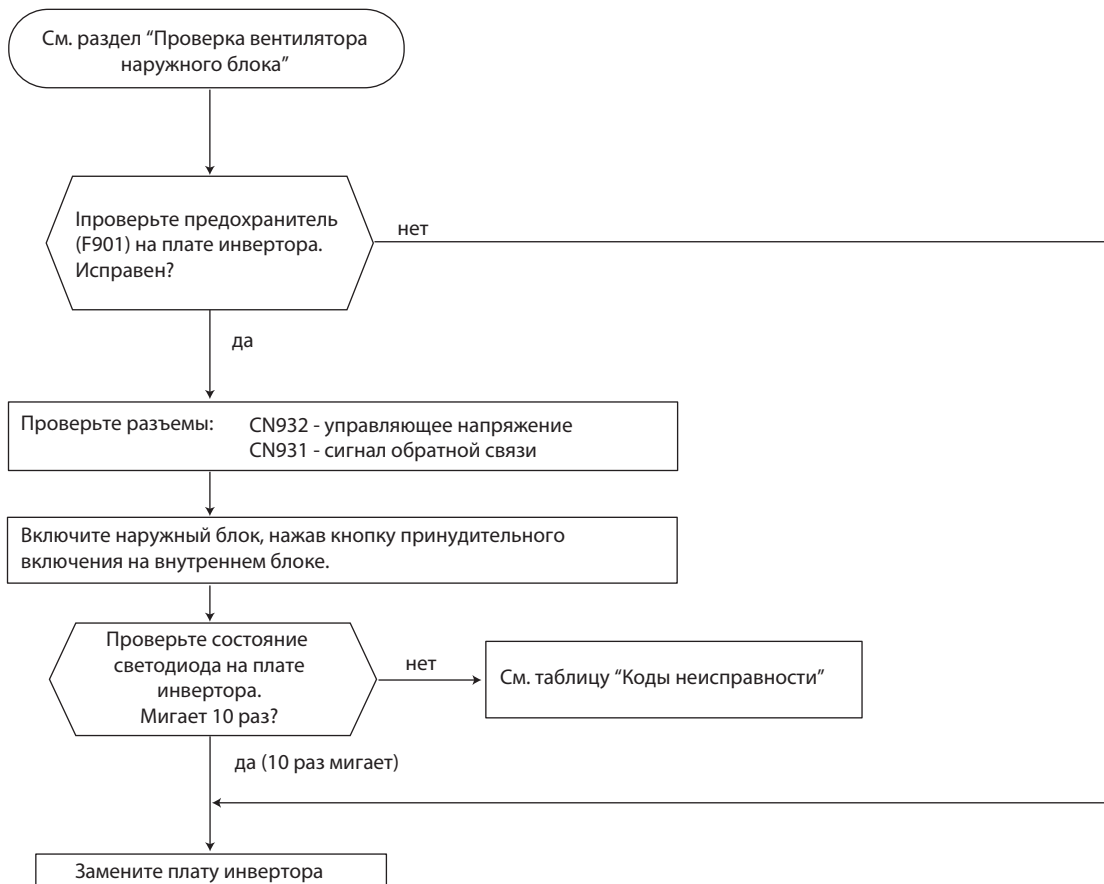 См. раздел “Проверка вентилятора
наружного блока”
Iпроверьте предохранитель
(F901) на плате инвертора.
Исправен?
нет
да
Проверьте разъемы: CN932 - управляющее напряжение
CN931 - сигнал обратной связи
Включите наружный блок, нажав кнопку принудительного
включения на внутреннем блоке.
Проверьте состояние
светодиода на плате
инвертора.
Мигает 10 раз?
нет
См. таблицу “Коды неисправности”
да (10 раз мигает)
Замените плату инвертора